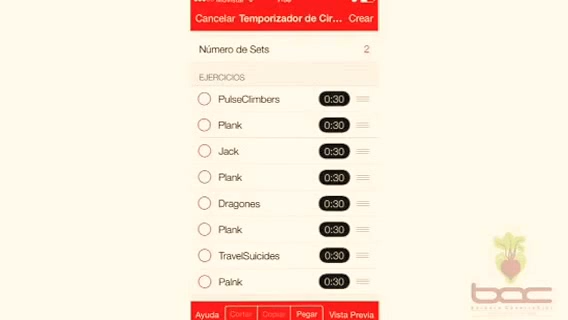 Cancelar Temporizador de Cir... Crear
Número de Sets 2
EJERCICIOS
PulseClimbers 0:30
Plank 0:30
Jack 0:30
Plank 0:30
Dragones 0:30
Plank 0:30
TravelSuicides 0:30
Palnk 0:30
Ayuda Cortar Copiar Pegar Vista Previa
bac